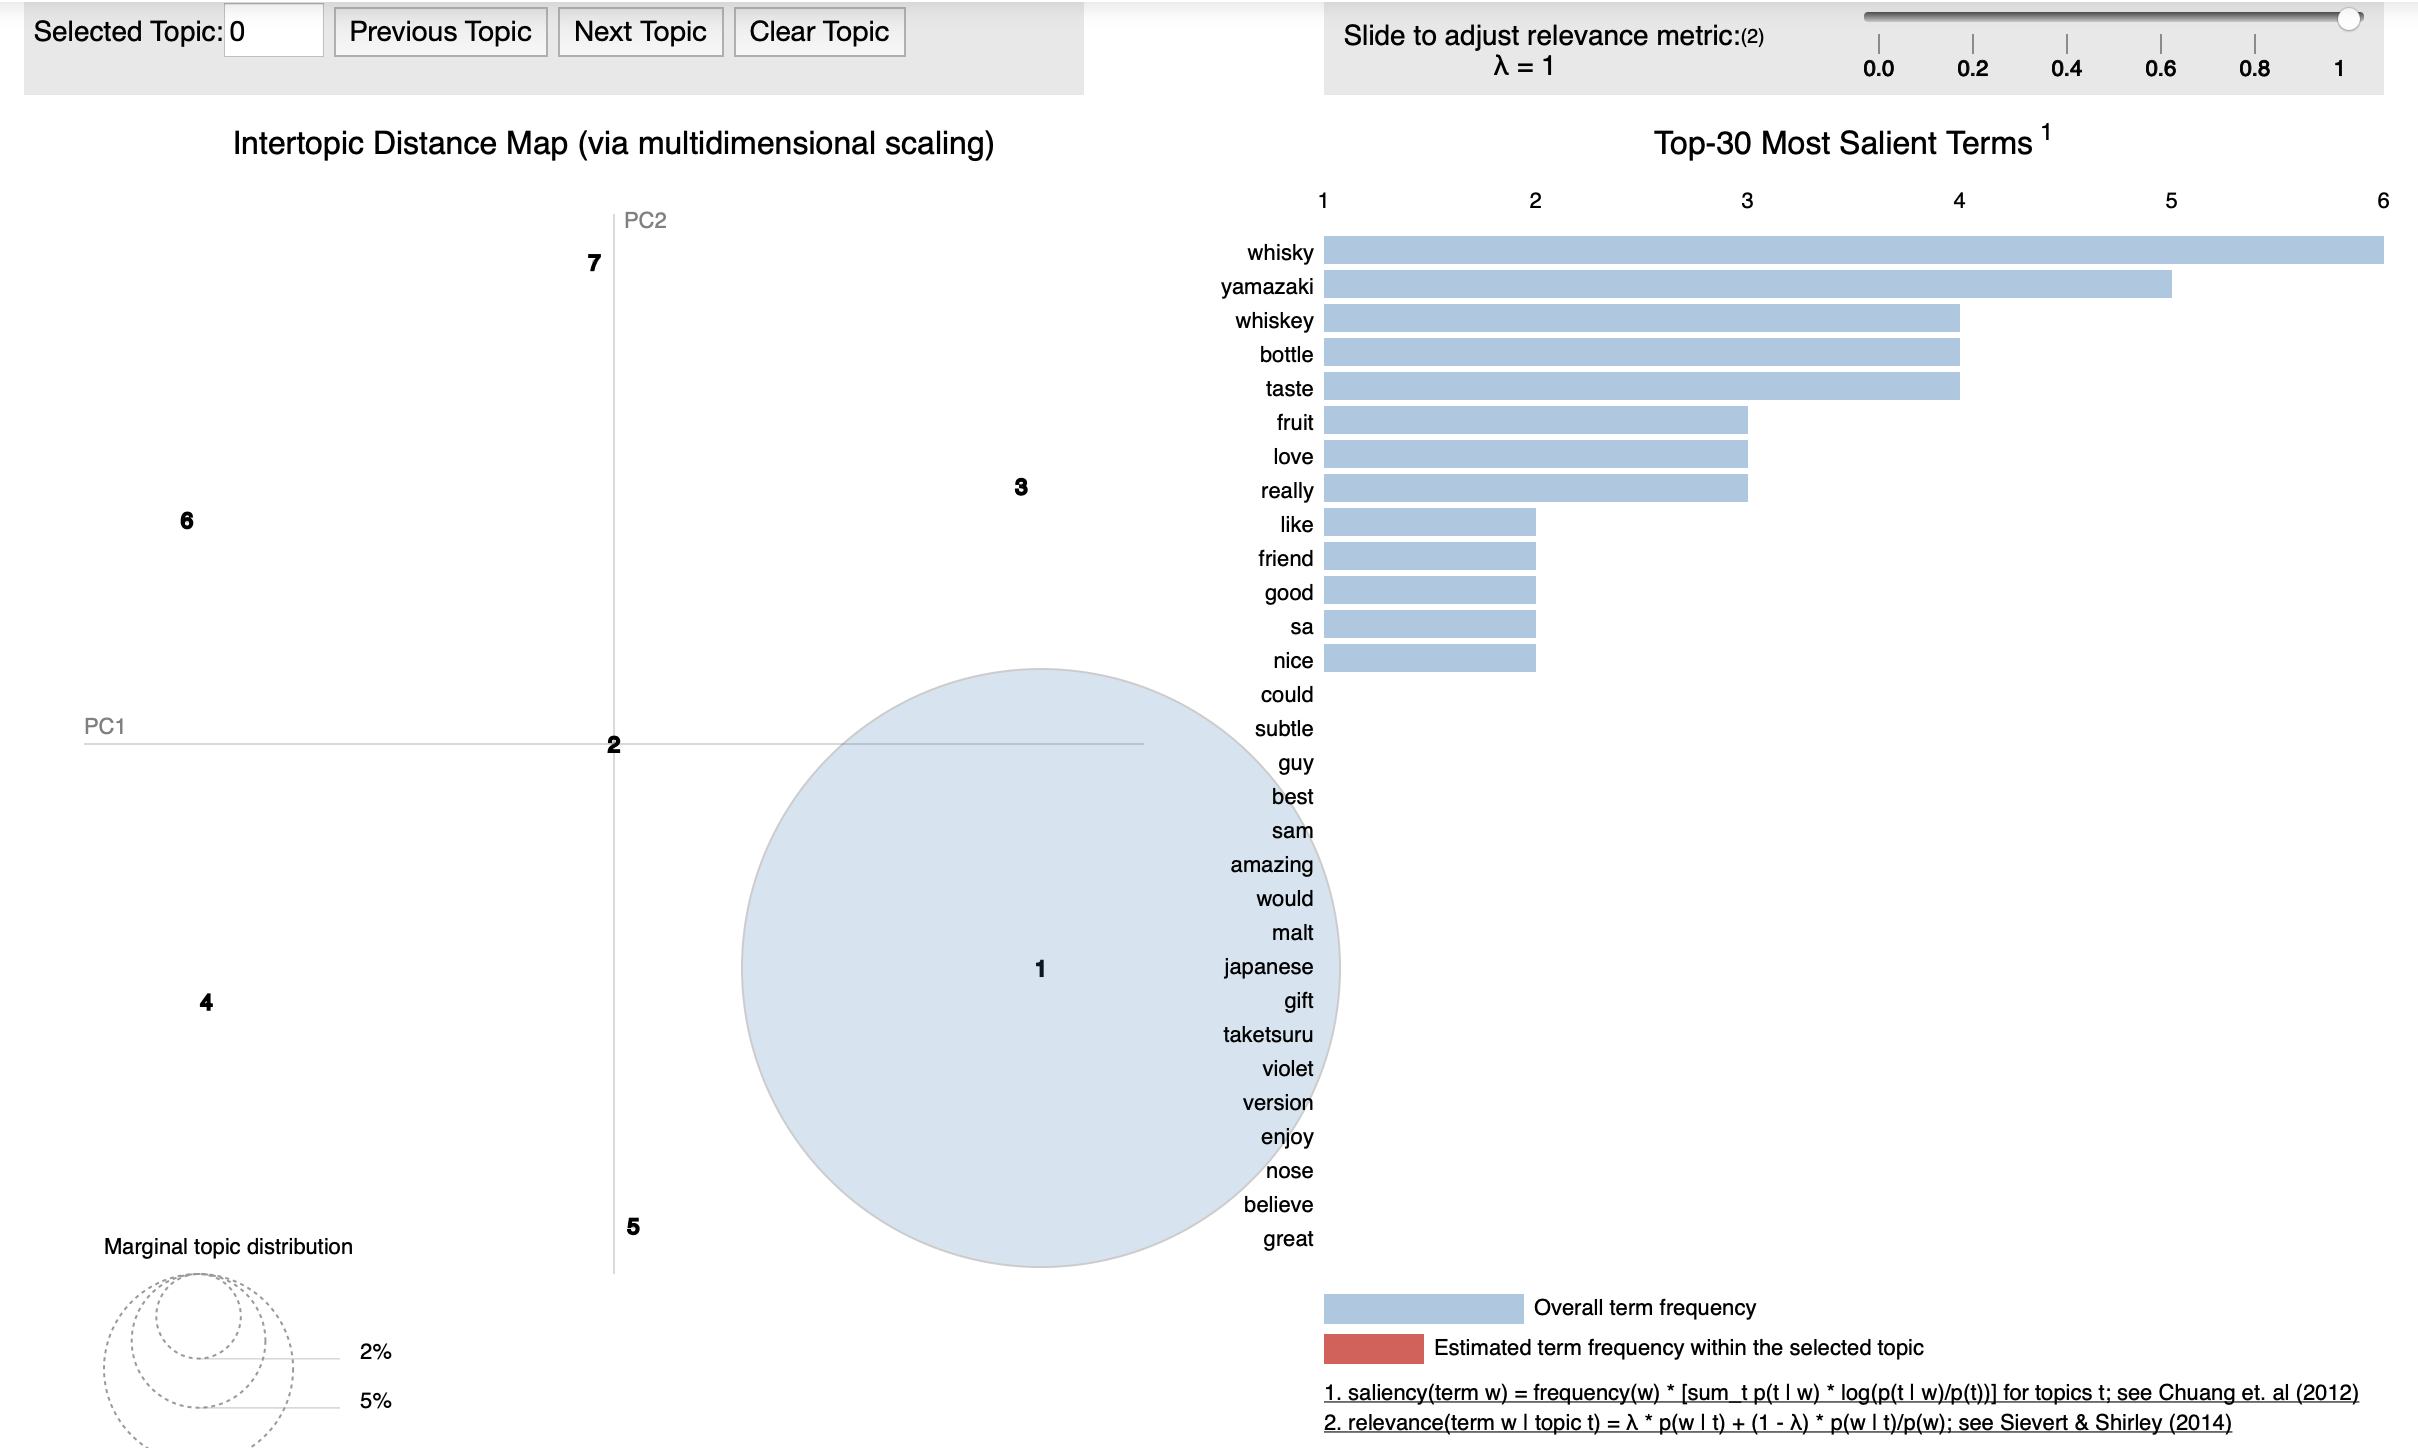 Selected Topic: 0 Previous Topic Next Topic Clear Topic
Slide to adjust relevance metric:(2)
λ = 1
0.0 0.2 0.4 0.6 0.8 1
Intertopic Distance Map (via multidimensional scaling)
PC2
7
3
6
PC1
2
1
4
5
Marginal topic distribution
2%
5%
Top-30 Most Salient Terms 1
1 2 3 4 5 6
whisky
yamazaki
whiskey
bottle
taste
fruit
love
really
like
friend
good
sa
nice
could
subtle
guy
best
sam
amazing
would
malt
japanese
gift
taketsuru
violet
version
enjoy
nose
believe
great
Overall term frequency
Estimated term frequency within the selected topic
1. saliency(term w) = frequency(w) * [sum_t p(t | w) * log(p(t | w)/p(t))] for topics t; see Chuang et. al (2012)
2. relevance(term w | topic t) = λ * p(w | t) + (1 - λ) * p(w | t)/p(w); see Sievert & Shirley (2014)